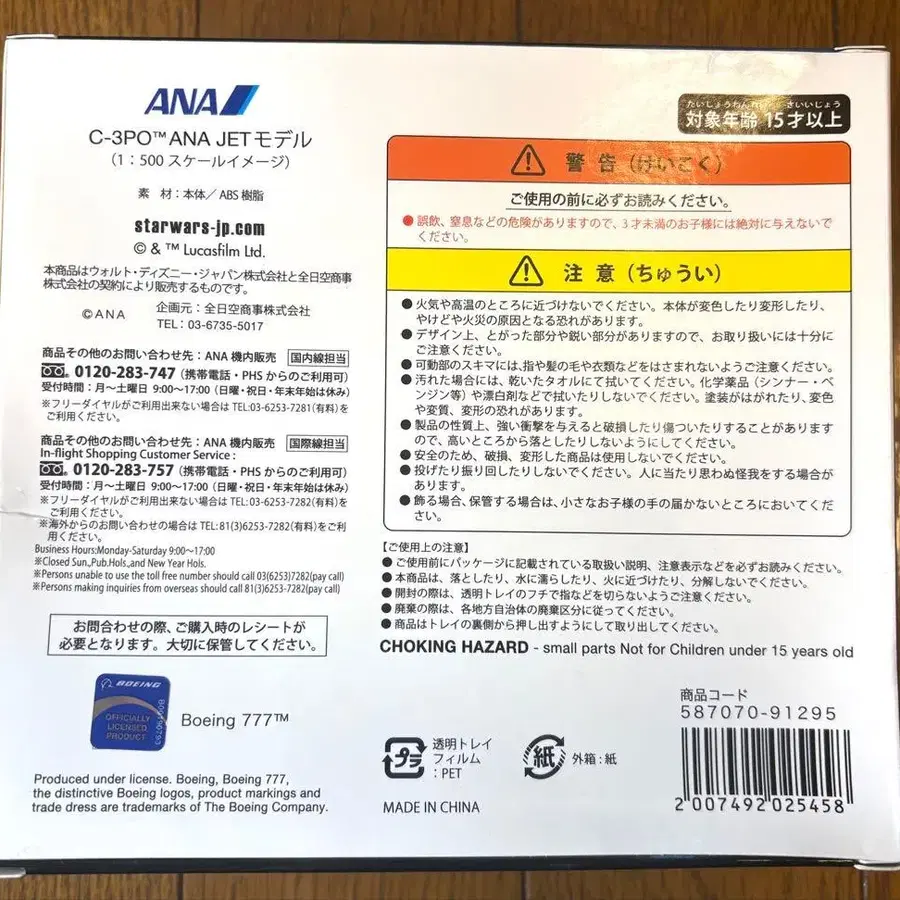 ANA
C-3PO™ ANA JETモデル
（1：500 スケールイメージ）
素　材：本体／ABS 樹脂
starwars-jp.com
© & ™ Lucasfilm Ltd.
本商品はウォルト・ディズニー・ジャパン株式会社と全日空商事
株式会社の契約により販売するものです。
©ANA
企画元：全日空商事株式会社
TEL：03-6735-5017
商品その他のお問い合わせ先：ANA 機内販売 国内線担当
0120-283-747（携帯電話・PHS からのご利用可）
受付時間：月～土曜日 9:00～17:00（日曜・祝日・年末年始は休み）
※フリーダイヤルがご利用出来ない場合は TEL:03-6253-7281(有料)をご利用ください。
商品その他のお問い合わせ先：ANA 機内販売 国際線担当
In-flight Shopping Customer Service :
0120-283-757（携帯電話・PHS からのご利用可）
受付時間：月～土曜日 9:00～17:00（日曜・祝日・年末年始は休み）
※フリーダイヤルがご利用出来ない場合は TEL:03-6253-7282(有料)を
ご利用ください。
※海外からのお問い合わせの場合は TEL:81(3)6253-7282(有料)をご利
用ください。
Business Hours:Monday-Saturday 9:00～17:00
※Closed Sun.,Pub.Hols.,and New Year Hols.
※Persons unable to use the toll free number should call 03(6253)7282(pay call)
※Persons making inquiries from overseas should call 81(3)6253-7282(pay call)
お問合わせの際、ご購入時のレシートが
必要となります。大切に保管してください。
BOEING
OFFICIALLY
LICENSED
PRODUCT
Boeing 777™
Produced under license. Boeing, Boeing 777,
the distinctive Boeing logos, product markings and
trade dress are trademarks of The Boeing Company.
対象年齢 15才以上
警告（けいこく）
ご使用の前に必ずお読みください。
● 誤飲、窒息などの危険がありますので、3才未満のお子様には絶対に与えないで
ください。
注意（ちゅうい）
● 火気や高温のところに近づけないでください。本体が変色したり変形したり、
やけどや火災の原因となる恐れがあります。
● デザイン上、とがった部分や鋭い部分がありますので、お取り扱いには十分に
ご注意ください。
● 可動部のスキマには、指や髪の毛や衣類などをはさまれないようご注意ください。
● 汚れた場合には、乾いたタオルにて拭いてください。化学薬品（シンナー・ベ
ンジン等）や漂白剤などで拭いたりしないでください。塗装がはがれたり、変色
や変質、変形の恐れがあります。
● 製品の性質上、強い衝撃を与えると破損したり傷ついたりすることがあります
ので、高いところから落としたりしないようにしてください。
● 安全のため、破損、変形した商品は使用しないでください。
● 投げたり振り回したりしないでください。人に当たり思わぬ怪我をする場合が
あります。
● 飾る場合、保管する場合は、小さなお子様の手の届かないところにおいてくだ
さい。
【ご使用上の注意】
● ご使用前にパッケージに記載されている取扱い説明、注意表示などを必ずお読みください。
● 本商品は、落としたり、水に濡らしたり、火に近づけたり、分解しないでください。
● 開封の際は、透明トレイのフチで指などを切らないようご注意ください。
● 廃棄の際は、各地方自治体の廃棄区分に従ってください。
● 商品はトレイの裏側から押し出すようにして取り出してください。
CHOKING HAZARD - small parts Not for Children under 15 years old
プラ
透明トレイ
フィルム
：PET
紙
外箱：紙
MADE IN CHINA
商品コード
587070-91295
2 007492 025458